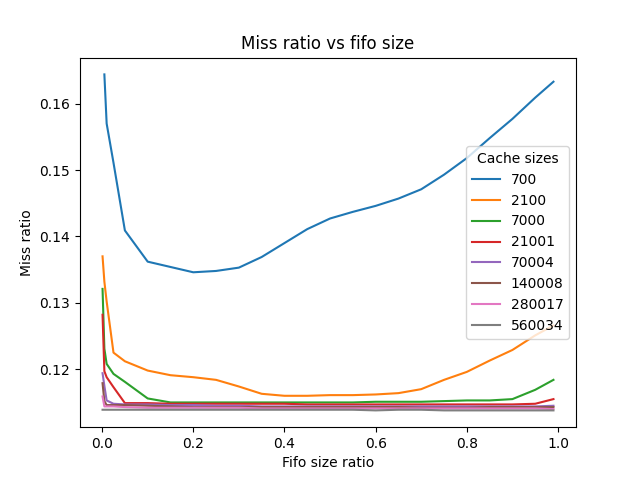 Miss ratio vs fifo size
0.16
0.15
0.14
0.13
0.12
Miss ratio
Cache sizes
700
2100
7000
21001
70004
140008
280017
560034
0.0 0.2 0.4 0.6 0.8 1.0
Fifo size ratio